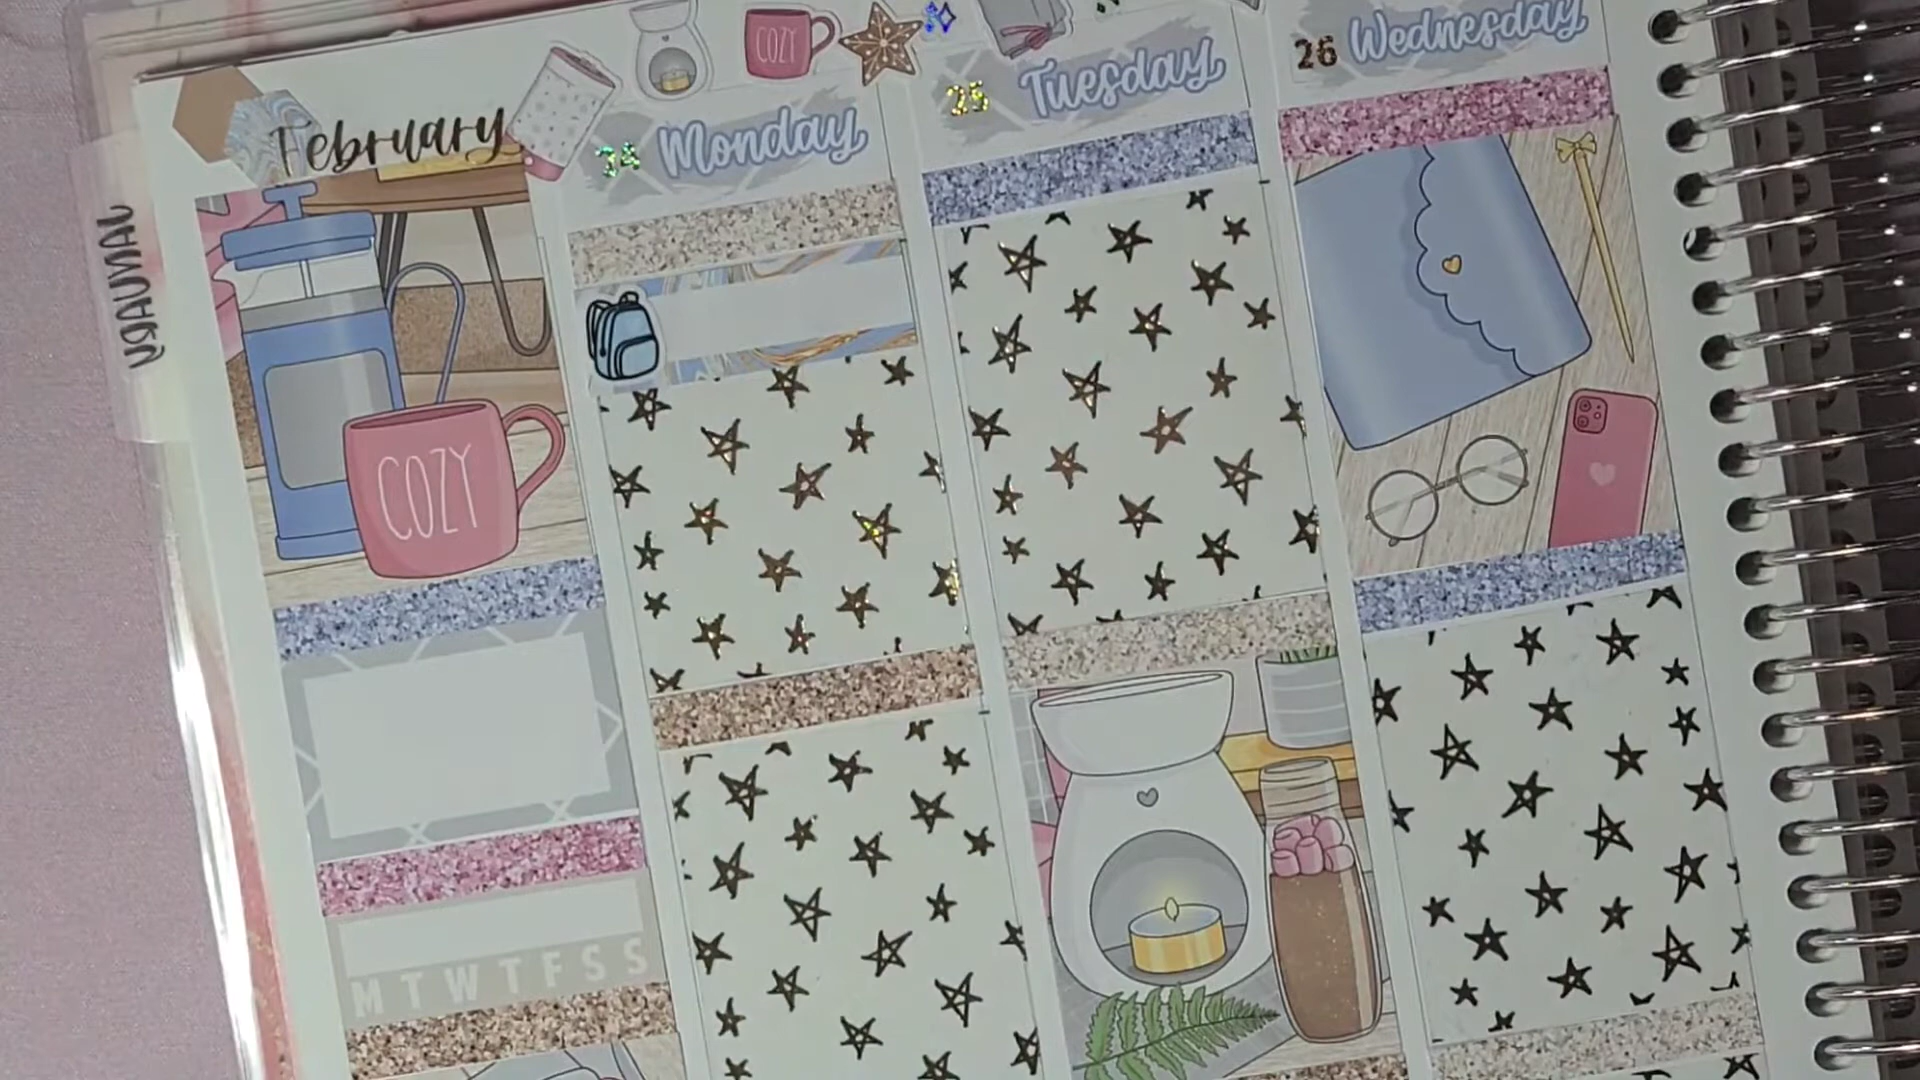 COZY
February
24 Monday
25 Tuesday
26 Wednesday
JANUARY
COZY
M T W T F S S